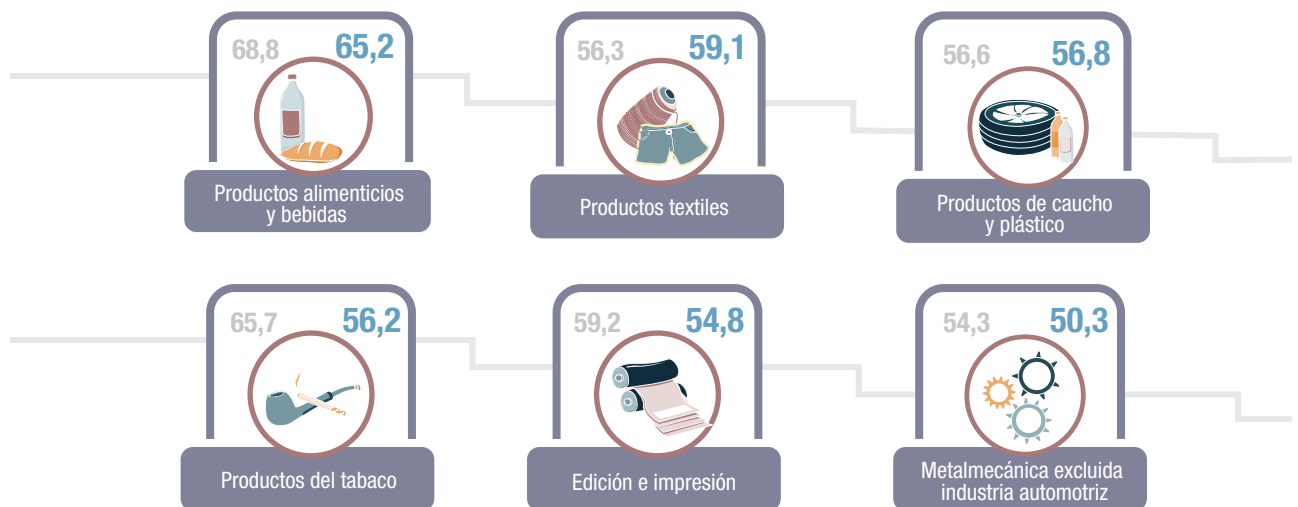 68,8 65,2
Productos alimenticios
y bebidas
56,3 59,1
Productos textiles
56,6 56,8
Productos de caucho
y plástico
65,7 56,2
Productos del tabaco
59,2 54,8
Edición e impresión
54,3 50,3
Metalmecánica excluida
industria automotriz